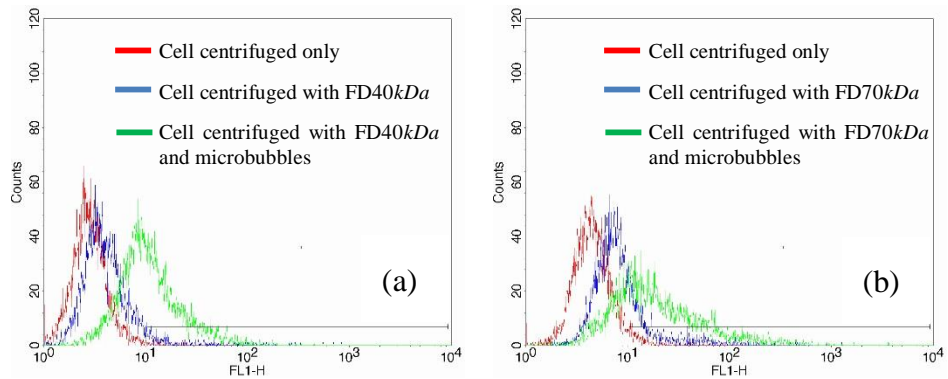 120
100
80
60
40
20
0
Counts
Cell centrifuged only
Cell centrifuged with FD40kDa
Cell centrifuged with FD40kDa
and microbubbles
(a)
10^0
10^1
10^2
10^3
10^4
FL1-H
120
100
80
60
40
20
0
Counts
Cell centrifuged only
Cell centrifuged with FD70kDa
Cell centrifuged with FD70kDa
and microbubbles
(b)
10^0
10^1
10^2
10^3
10^4
FL1-H